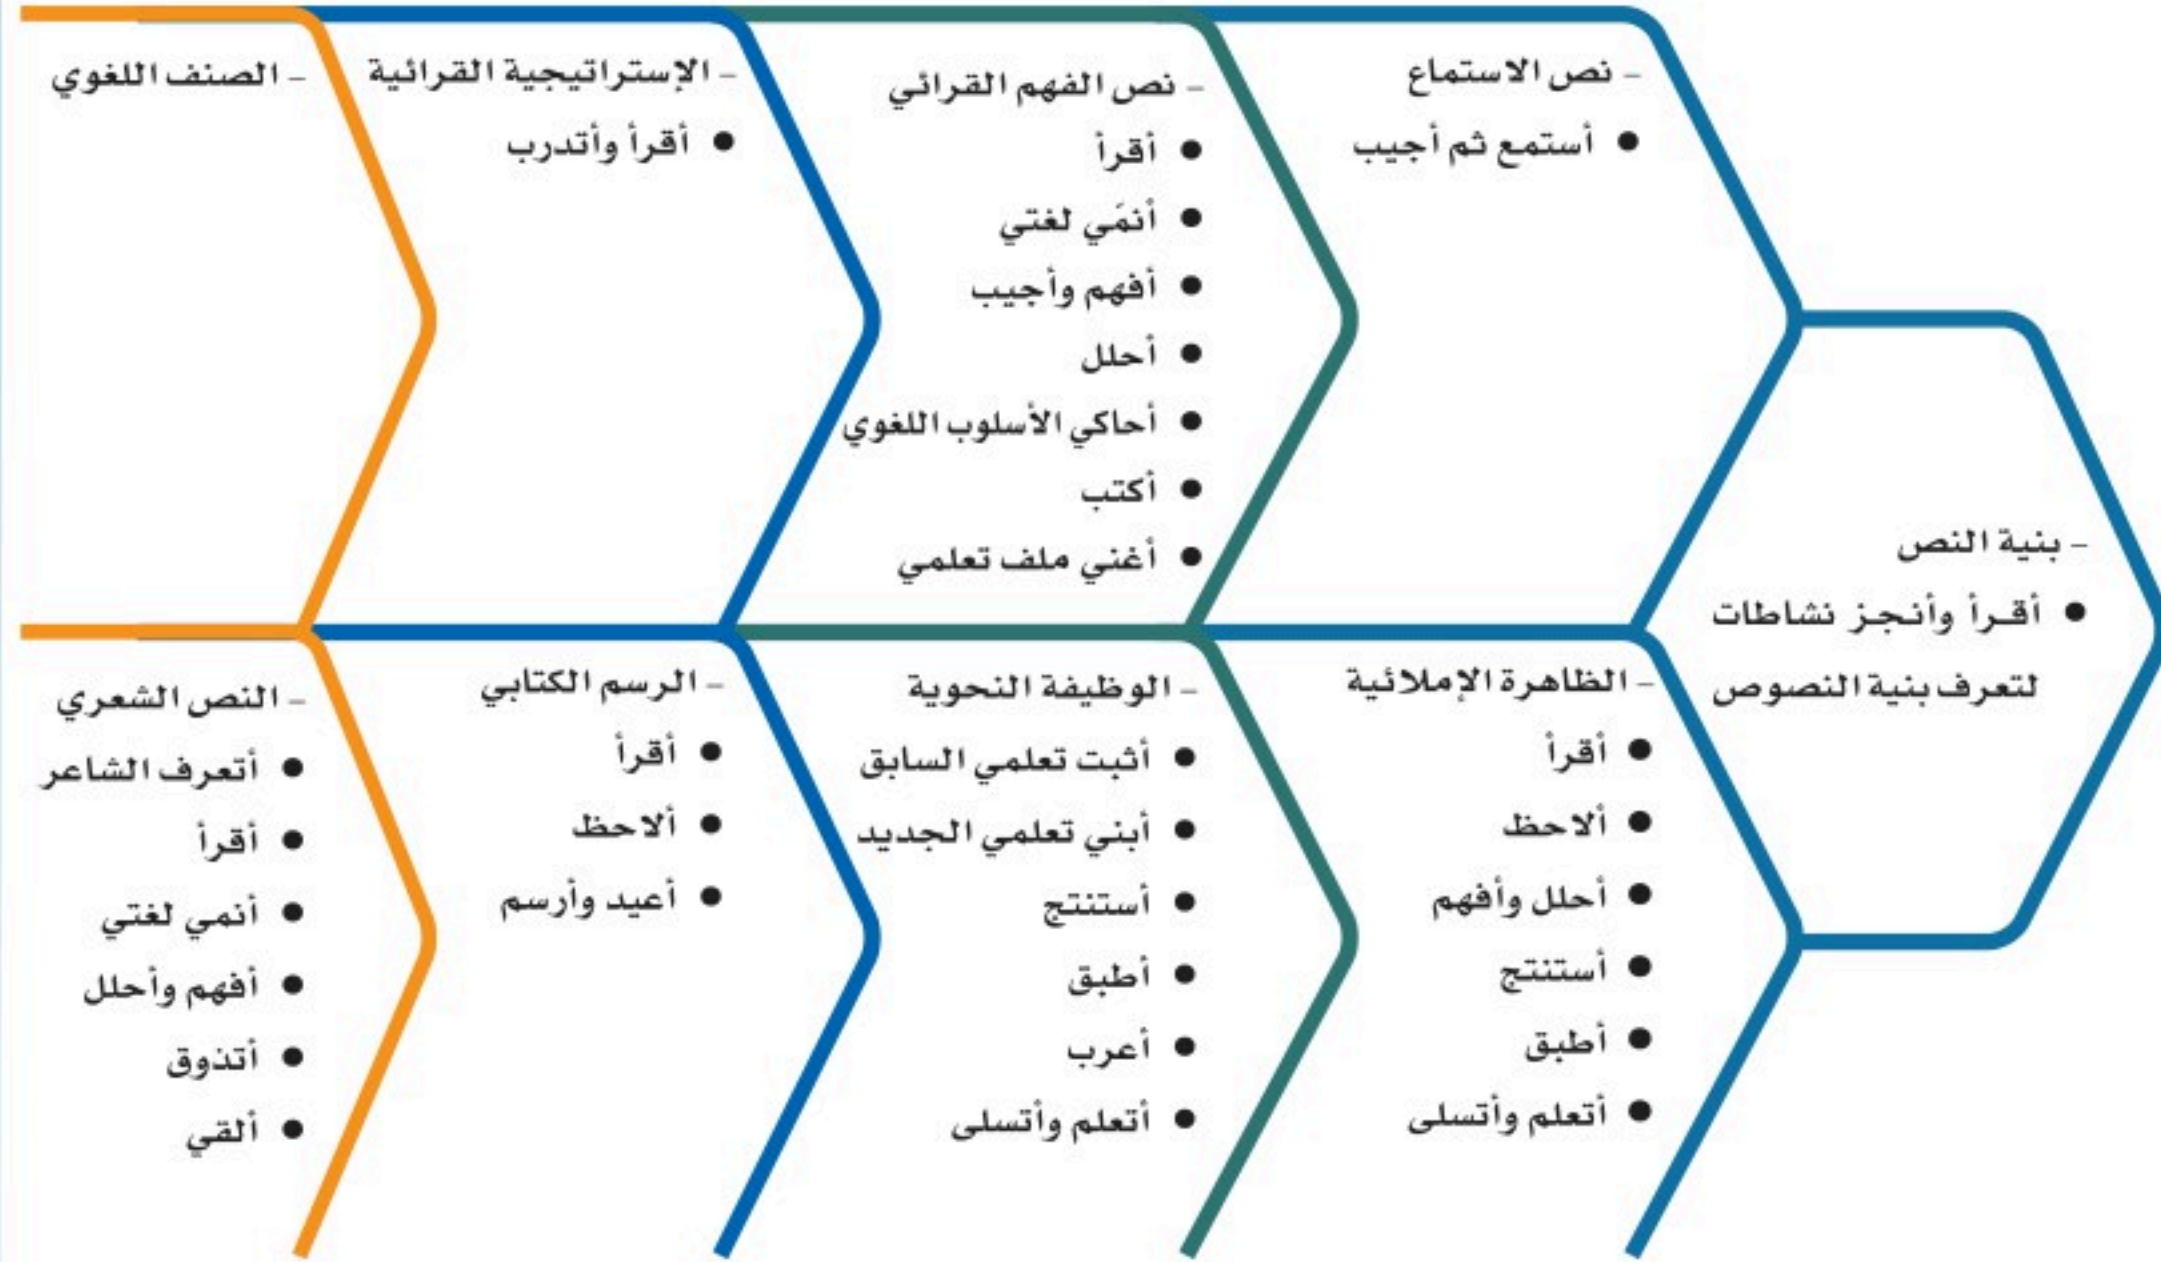 – بنية النص
● أقـرأ وأنجـز نشاطات
لتعرف بنية النصوص
– نص الاستماع
● أستمع ثم أجيب
– نص الفهم القرائي
● أقرأ
● أنمَي لغتي
● أفهم وأجيب
● أحلل
● أحاكي الأسلوب اللغوي
● أكتب
● أغني ملف تعلمي
– الإستراتيجية القرائية
● أقرأ وأتدرب
– الصنف اللغوي
– الظاهرة الإملائية
● أقرأ
● ألاحظ
● أحلل وأفهم
● أستنتج
● أطبق
● أتعلم وأتسلى
– الوظيفة النحوية
● أثبت تعلمي السابق
● أبني تعلمي الجديد
● أستنتج
● أطبق
● أعرب
● أتعلم وأتسلى
– الرسم الكتابي
● أقرأ
● ألاحظ
● أعيد وأرسم
– النص الشعري
● أتعرف الشاعر
● أقرأ
● أنمي لغتي
● أفهم وأحلل
● أتذوق
● ألقي